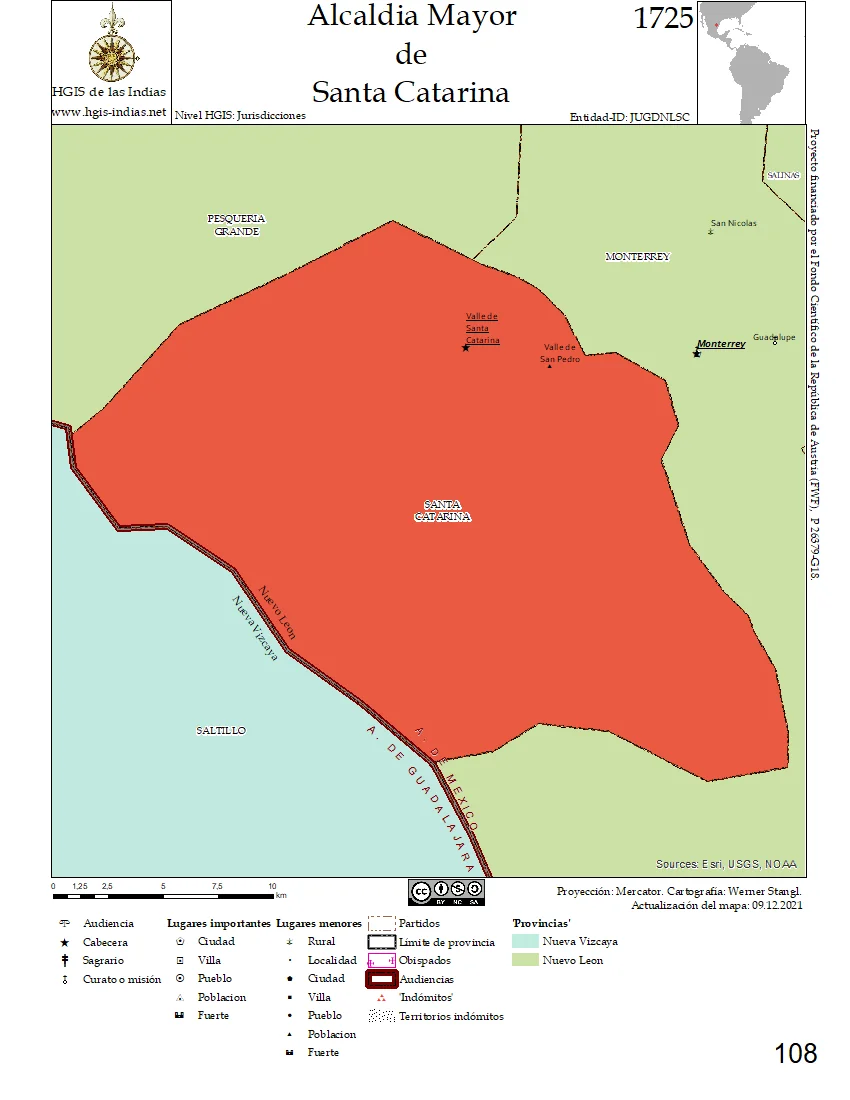 Alcaldia Mayor
de
Santa Catarina
1725
HGIS de las Indias
www.hgis-indias.net
Nivel HGIS: Jurisdicciones
Entidad-ID: JUGDNLSC
Proyecto financiado por el Fondo Científico de la República de Austria (FWF), P 26379-G18.
SALINAS
PESQUERIA
GRANDE
San Nicolas
MONTERREY
Valle de
Santa
Catarina
Valle de
San Pedro
Monterrey
Guadalupe
SANTA
CATARINA
Nuevo Leon
Nueva Vizcaya
SALTILLO
A. DE MEXICO
A. DE GUADALAJARA
Sources: Esri, USGS, NOAA
0 1,25 2,5 5 7,5 10
km
CC BY NC SA
Proyección: Mercator. Cartografía: Werner Stangl.
Actualización del mapa: 09.12.2021
Audiencia
Cabecera
Sagrario
Curato o misión
Lugares importantes
Ciudad
Villa
Pueblo
Poblacion
Fuerte
Lugares menores
Rural
Localidad
Ciudad
Villa
Pueblo
Poblacion
Fuerte
Partidos
Límite de provincia
Obispados
Audiencias
'Indómitos'
Territorios indómitos
'Provincias'
Nueva Vizcaya
Nuevo Leon
108